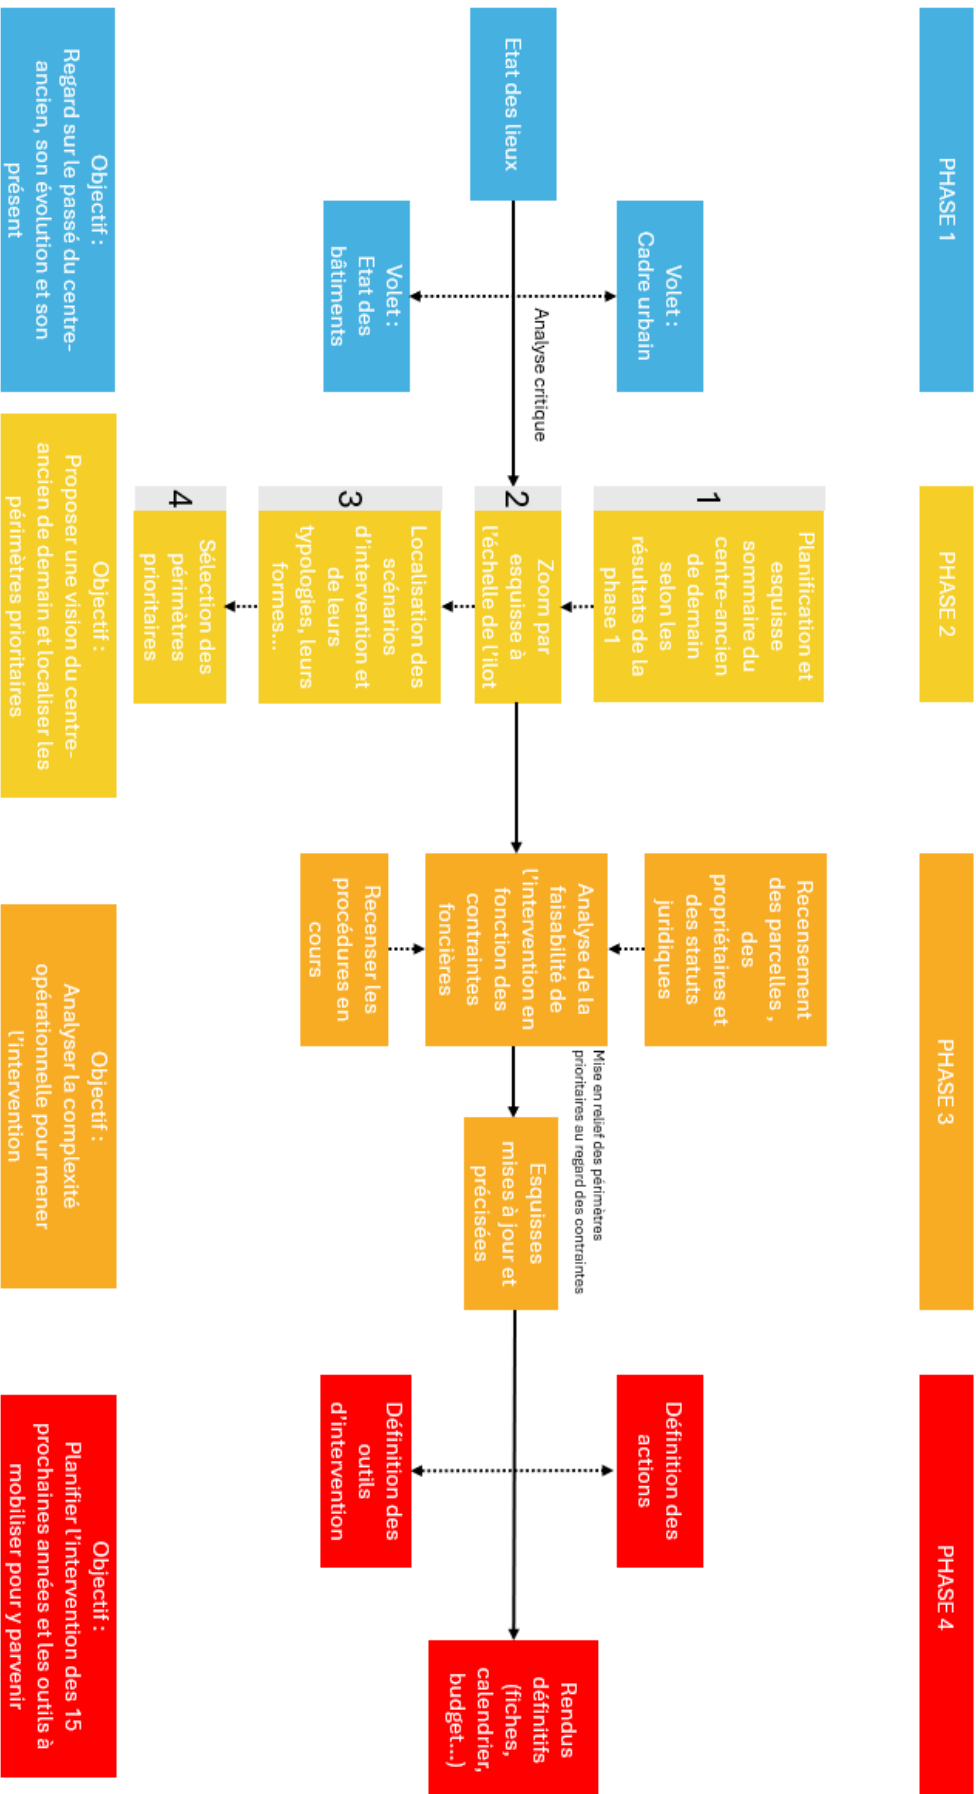 PHASE 1
PHASE 2
PHASE 3
PHASE 4
Volet :
Cadre urbain
Etat des lieux
Analyse critique
Volet :
Etat des
bâtiments
1
Planification et
esquisse
sommaire du
centre-ancien
de demain
selon les
résultats de la
phase 1
2
Zoom par
esquisse à
l'échelle de l'ilot
3
Localisation des
scénarios
d'intervention et
de leurs
typologies, leurs
formes...
4
Sélection des
périmètres
prioritaires
Recensement
des parcelles ,
des
propriétaires et
des statuts
juridiques
Analyse de la
faisabilité de
l'intervention en
fonction des
contraintes
foncières
Recenser les
procédures en
cours
Mise en relief des périmètres
prioritaires au regard des contraintes
Esquisses
mises à jour et
précisées
Définition des
actions
Définition des
outils
d'intervention
Rendus
définitifs
(fiches,
calendrier,
budget...)
Objectif :
Regard sur le passé du centre-
ancien, son évolution et son
présent
Objectif :
Proposer une vision du centre-
ancien de demain et localiser les
périmètres prioritaires
Objectif :
Analyser la complexité
opérationnelle pour mener
l'intervention
Objectif :
Planifier l'intervention des 15
prochaines années et les outils à
mobiliser pour y parvenir